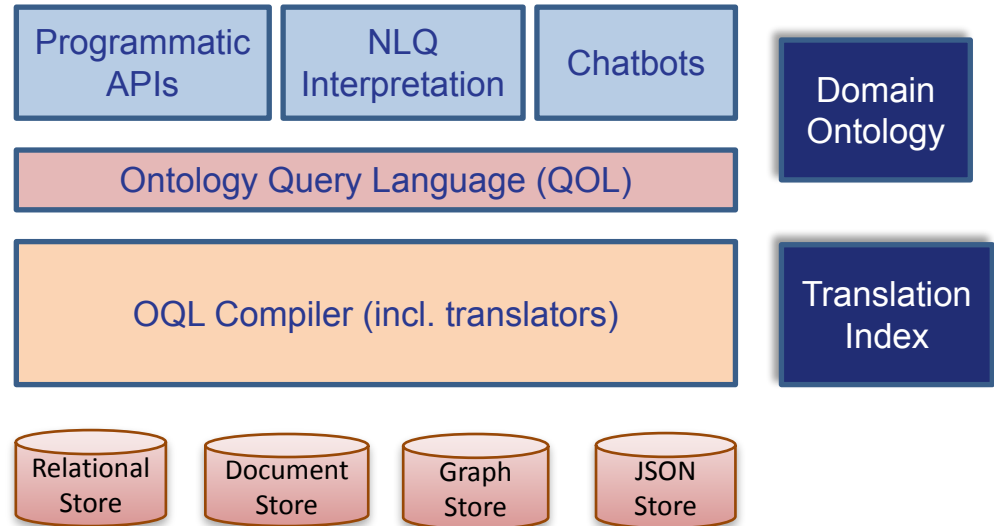 Programmatic
APIs
NLQ
Interpretation
Chatbots
Domain
Ontology
Ontology Query Language (QOL)
OQL Compiler (incl. translators)
Translation
Index
Relational
Store
Document
Store
Graph
Store
JSON
Store